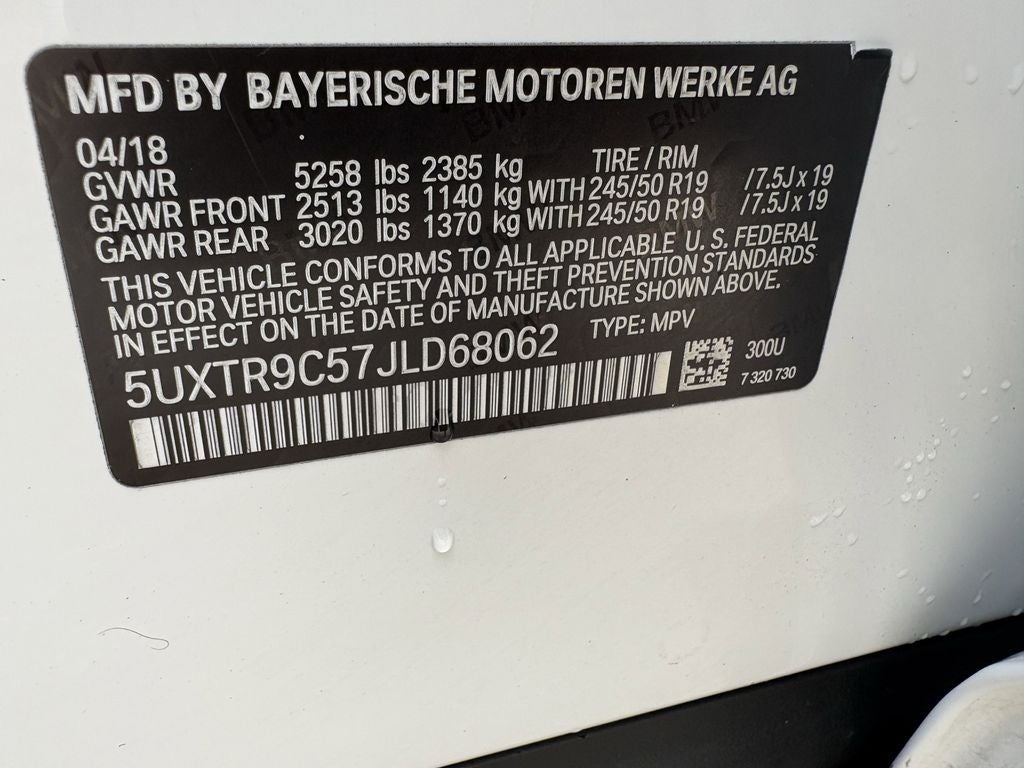 MFD BY BAYERISCHE MOTOREN WERKE AG
04/18 TIRE / RIM
GVWR 5258 lbs 2385 kg
GAWR FRONT 2513 lbs 1140 kg WITH 245/50 R19 /7.5J x 19
GAWR REAR 3020 lbs 1370 kg WITH 245/50 R19 /7.5J x 19
THIS VEHICLE CONFORMS TO ALL APPLICABLE U. S. FEDERAL
MOTOR VEHICLE SAFETY AND THEFT PREVENTION STANDARDS
IN EFFECT ON THE DATE OF MANUFACTURE SHOWN ABOVE.
5UXTR9C57JLD68062 TYPE: MPV
300U
7 320 730